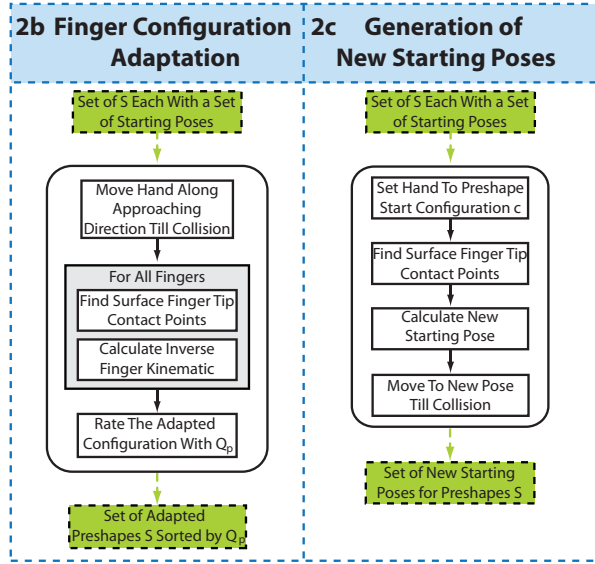 2b Finger Configuration
Adaptation
Set of S Each With a Set
of Starting Poses
Move Hand Along
Approaching
Direction Till Collision
For All Fingers
Find Surface Finger Tip
Contact Points
Calculate Inverse
Finger Kinematic
Rate The Adapted
Configuration With Qp
Set of Adapted
Preshapes S Sorted by Qp
2c Generation of
New Starting Poses
Set of S Each With a Set
of Starting Poses
Set Hand To Preshape
Start Configuration c
Find Surface Finger Tip
Contact Points
Calculate New
Starting Pose
Move To New Pose
Till Collision
Set of New Starting
Poses for Preshapes S